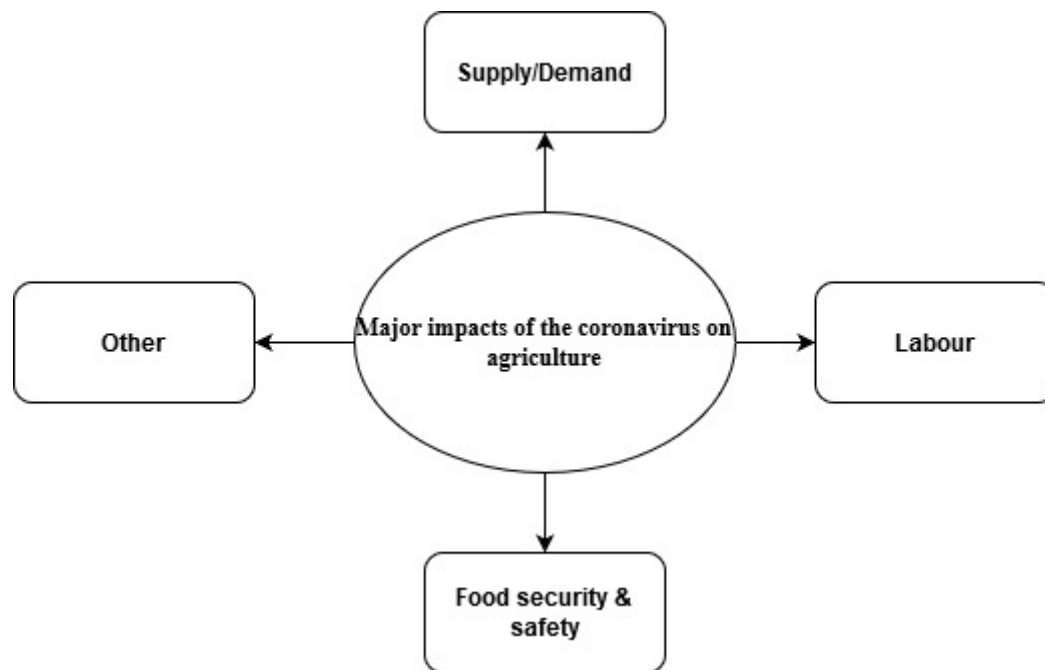 Supply/Demand
Other
Major impacts of the coronavirus on
agriculture
Labour
Food security &
safety